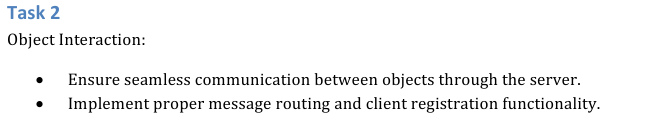 Task 2
Object Interaction:
• Ensure seamless communication between objects through the server.
• Implement proper message routing and client registration functionality.